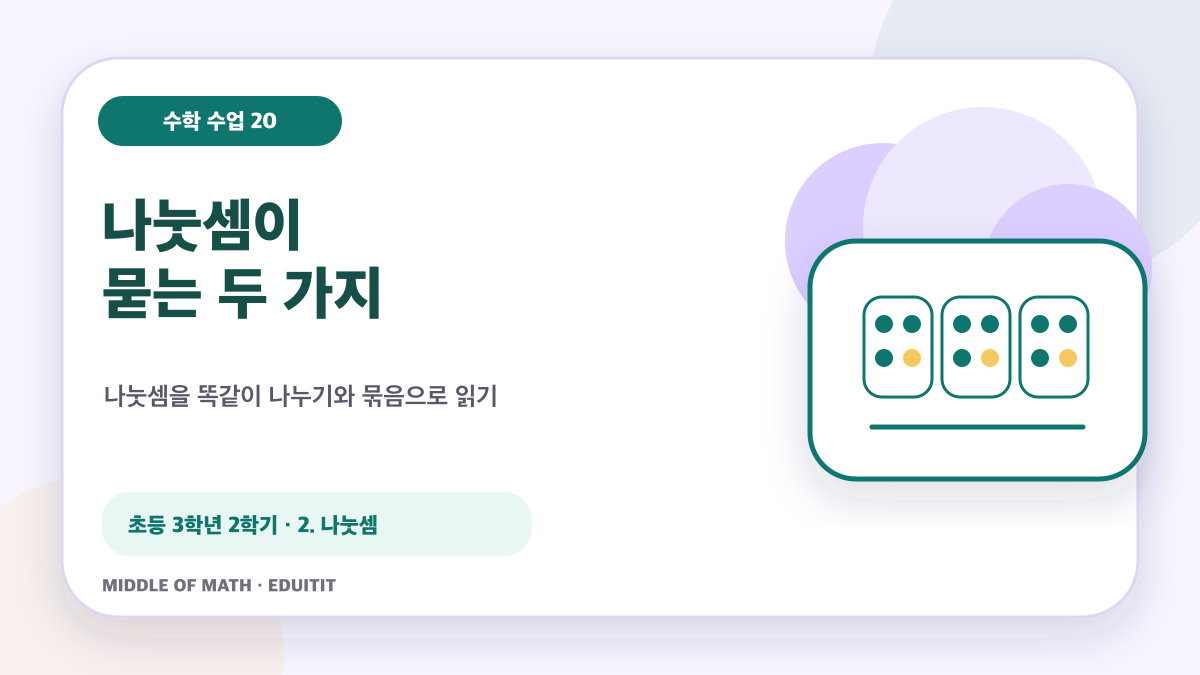 수학 수업 20
나눗셈이
묻는 두 가지
나눗셈을 똑같이 나누기와 묶음으로 읽기
초등 3학년 2학기 · 2. 나눗셈
MIDDLE OF MATH · EDUITIT